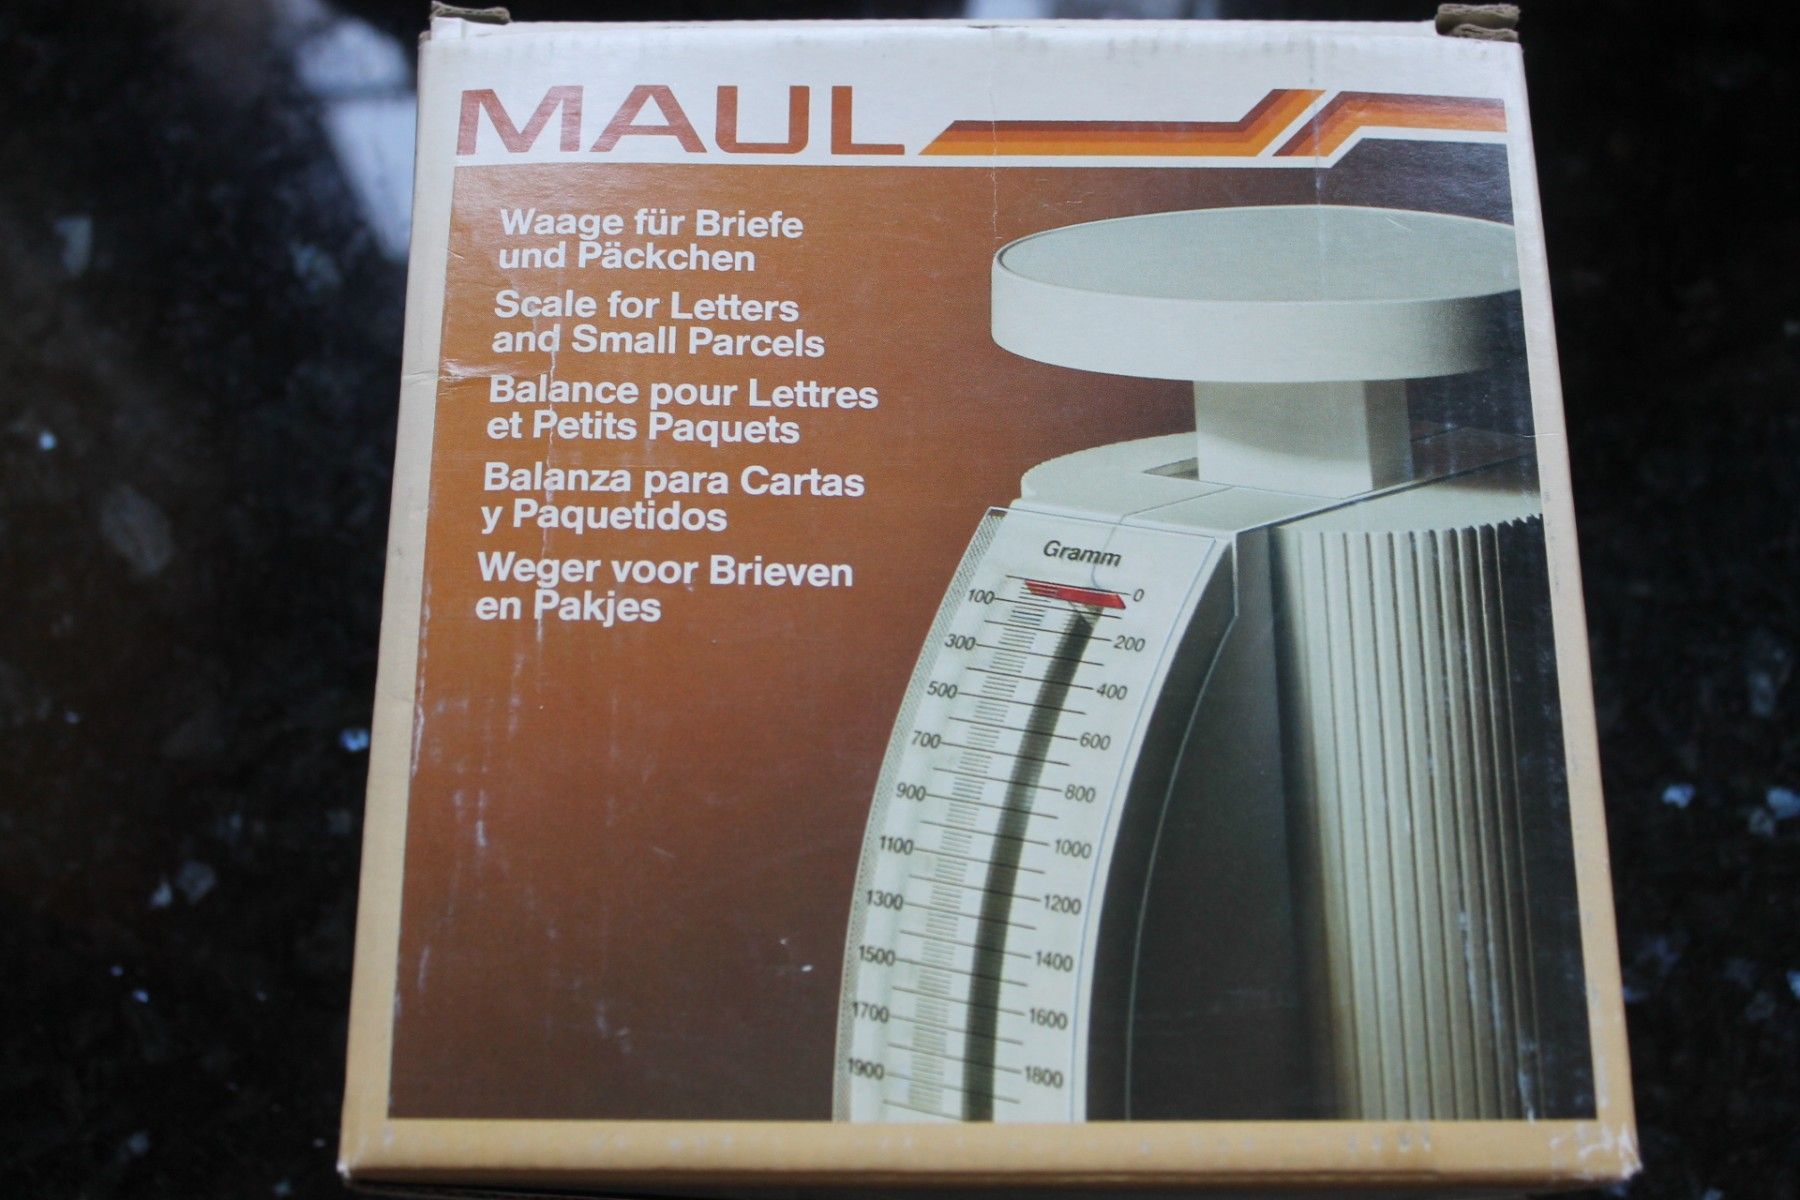 MAUL
Waage für Briefe
und Päckchen
Scale for Letters
and Small Parcels
Balance pour Lettres
et Petits Paquets
Balanza para Cartas
y Paquetidos
Weger voor Brieven
en Pakjes
Gramm
0
100
200
300
400
500
600
700
800
900
1000
1100
1200
1300
1400
1500
1600
1700
1800
1900